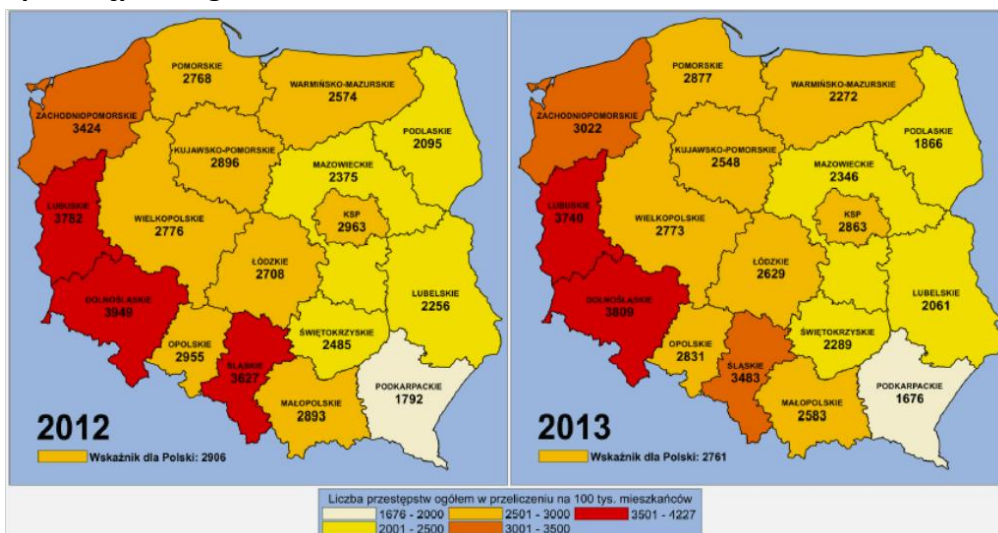 POMORSKIE
2768
WARMIŃSKO-MAZURSKIE
2574
ZACHODNIOPOMORSKIE
3424
PODLASKIE
2095
KUJAWSKO-POMORSKIE
2896
MAZOWIECKIE
2375
LUBUSKIE
3782
KSP
2963
WIELKOPOLSKIE
2776
ŁÓDZKIE
2708
LUBELSKIE
2256
DOLNOŚLĄSKIE
3949
ŚWIĘTOKRZYSKIE
2485
OPOLSKIE
2955
ŚLĄSKIE
3627
PODKARPACKIE
1792
MAŁOPOLSKIE
2893
2012
Wskaźnik dla Polski: 2906
POMORSKIE
2877
WARMIŃSKO-MAZURSKIE
2272
ZACHODNIOPOMORSKIE
3022
PODLASKIE
1866
KUJAWSKO-POMORSKIE
2548
MAZOWIECKIE
2346
LUBUSKIE
3740
KSP
2863
WIELKOPOLSKIE
2773
ŁÓDZKIE
2629
LUBELSKIE
2061
DOLNOŚLĄSKIE
3809
ŚWIĘTOKRZYSKIE
2289
OPOLSKIE
2831
ŚLĄSKIE
3483
PODKARPACKIE
1676
MAŁOPOLSKIE
2583
2013
Wskaźnik dla Polski: 2761
Liczba przestępstw ogółem w przeliczeniu na 100 tys. mieszkańców
1676 - 2000 2501 - 3000 3501 - 4227
2001 - 2500 3001 - 3500